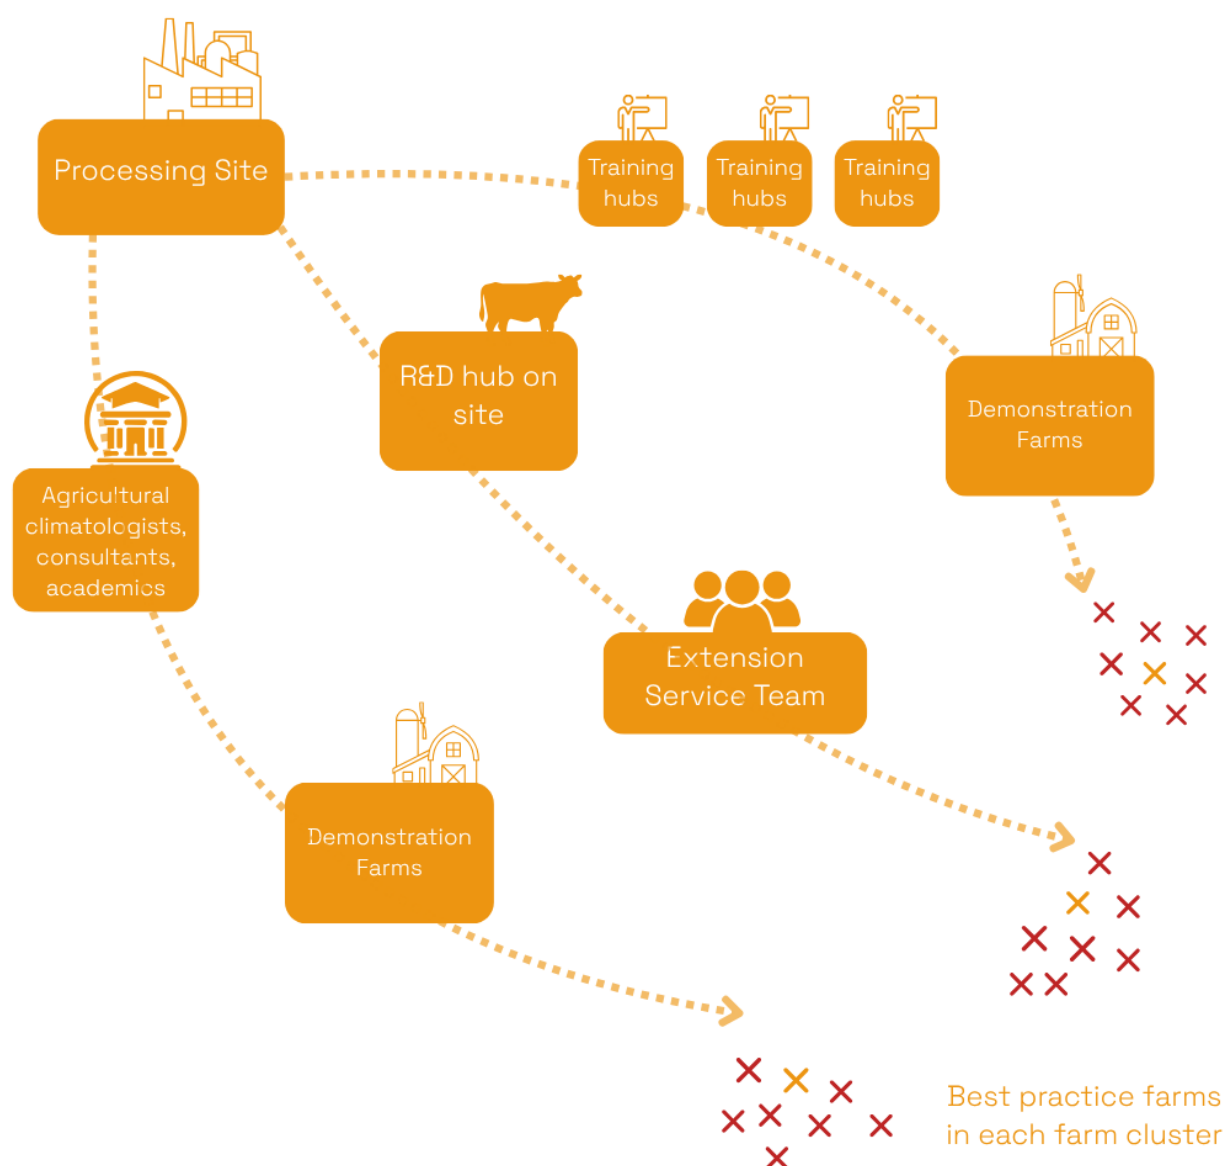 Processing Site
Training
hubs
Training
hubs
Training
hubs
R&D hub on
site
Demonstration
Farms
Agricultural
climatologists,
consultants,
academics
Extension
Service Team
Demonstration
Farms
Best practice farms
in each farm cluster